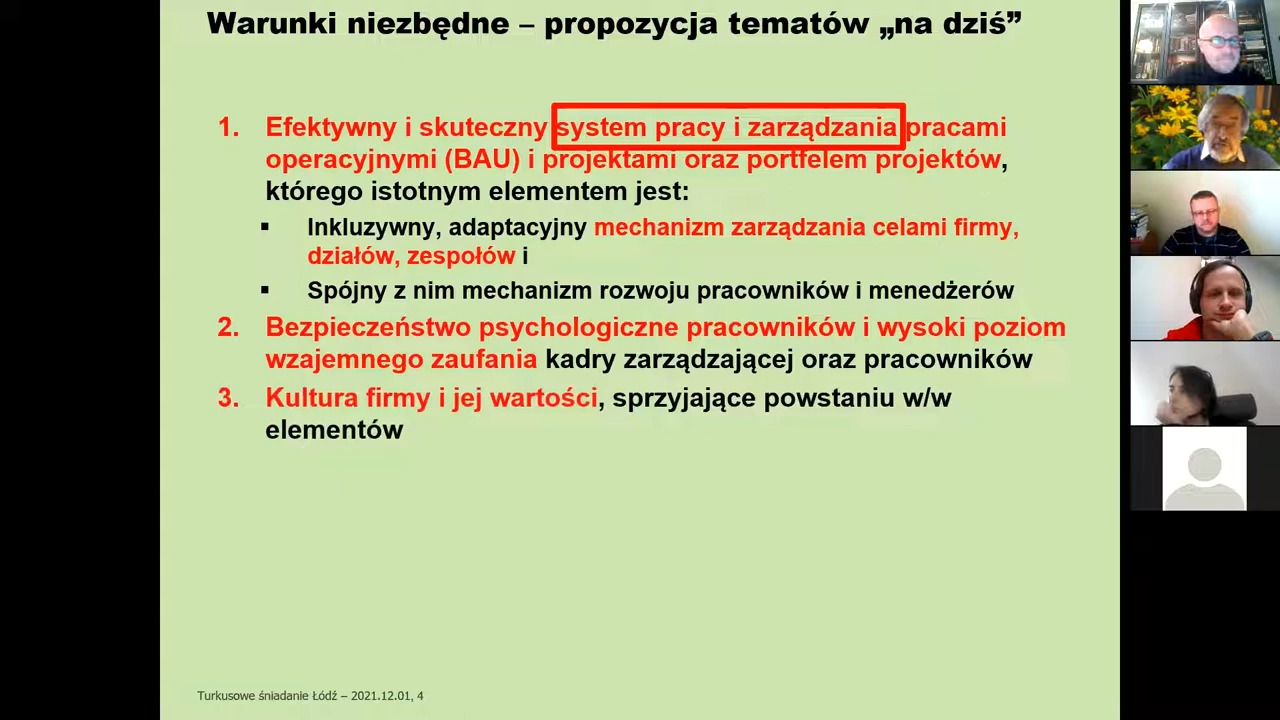 Warunki niezbędne – propozycja tematów „na dziś”
1. Efektywny i skuteczny system pracy i zarządzania pracami
operacyjnymi (BAU) i projektami oraz portfelem projektów,
którego istotnym elementem jest:
▪ Inkluzywny, adaptacyjny mechanizm zarządzania celami firmy,
działów, zespołów i
▪ Spójny z nim mechanizm rozwoju pracowników i menedżerów
2. Bezpieczeństwo psychologiczne pracowników i wysoki poziom
wzajemnego zaufania kadry zarządzającej oraz pracowników
3. Kultura firmy i jej wartości, sprzyjające powstaniu w/w
elementów
Turkusowe śniadanie Łódź – 2021.12.01, 4